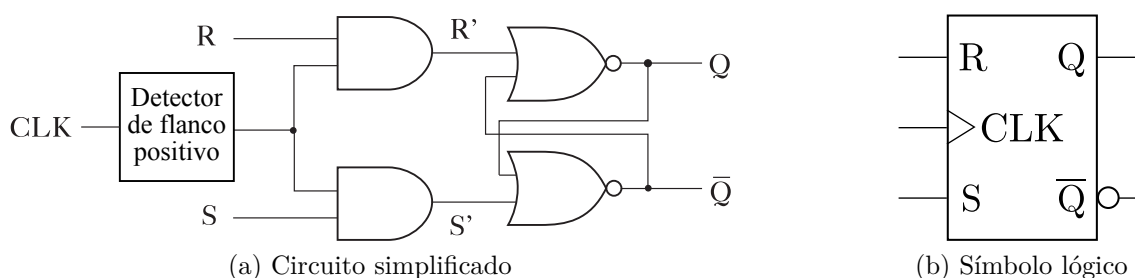 R
R’
Q
CLK
Detector
de flanco
positivo
S
S’
Q̅
(a) Circuito simplificado
R
Q
CLK
S
Q̅
(b) Símbolo lógico